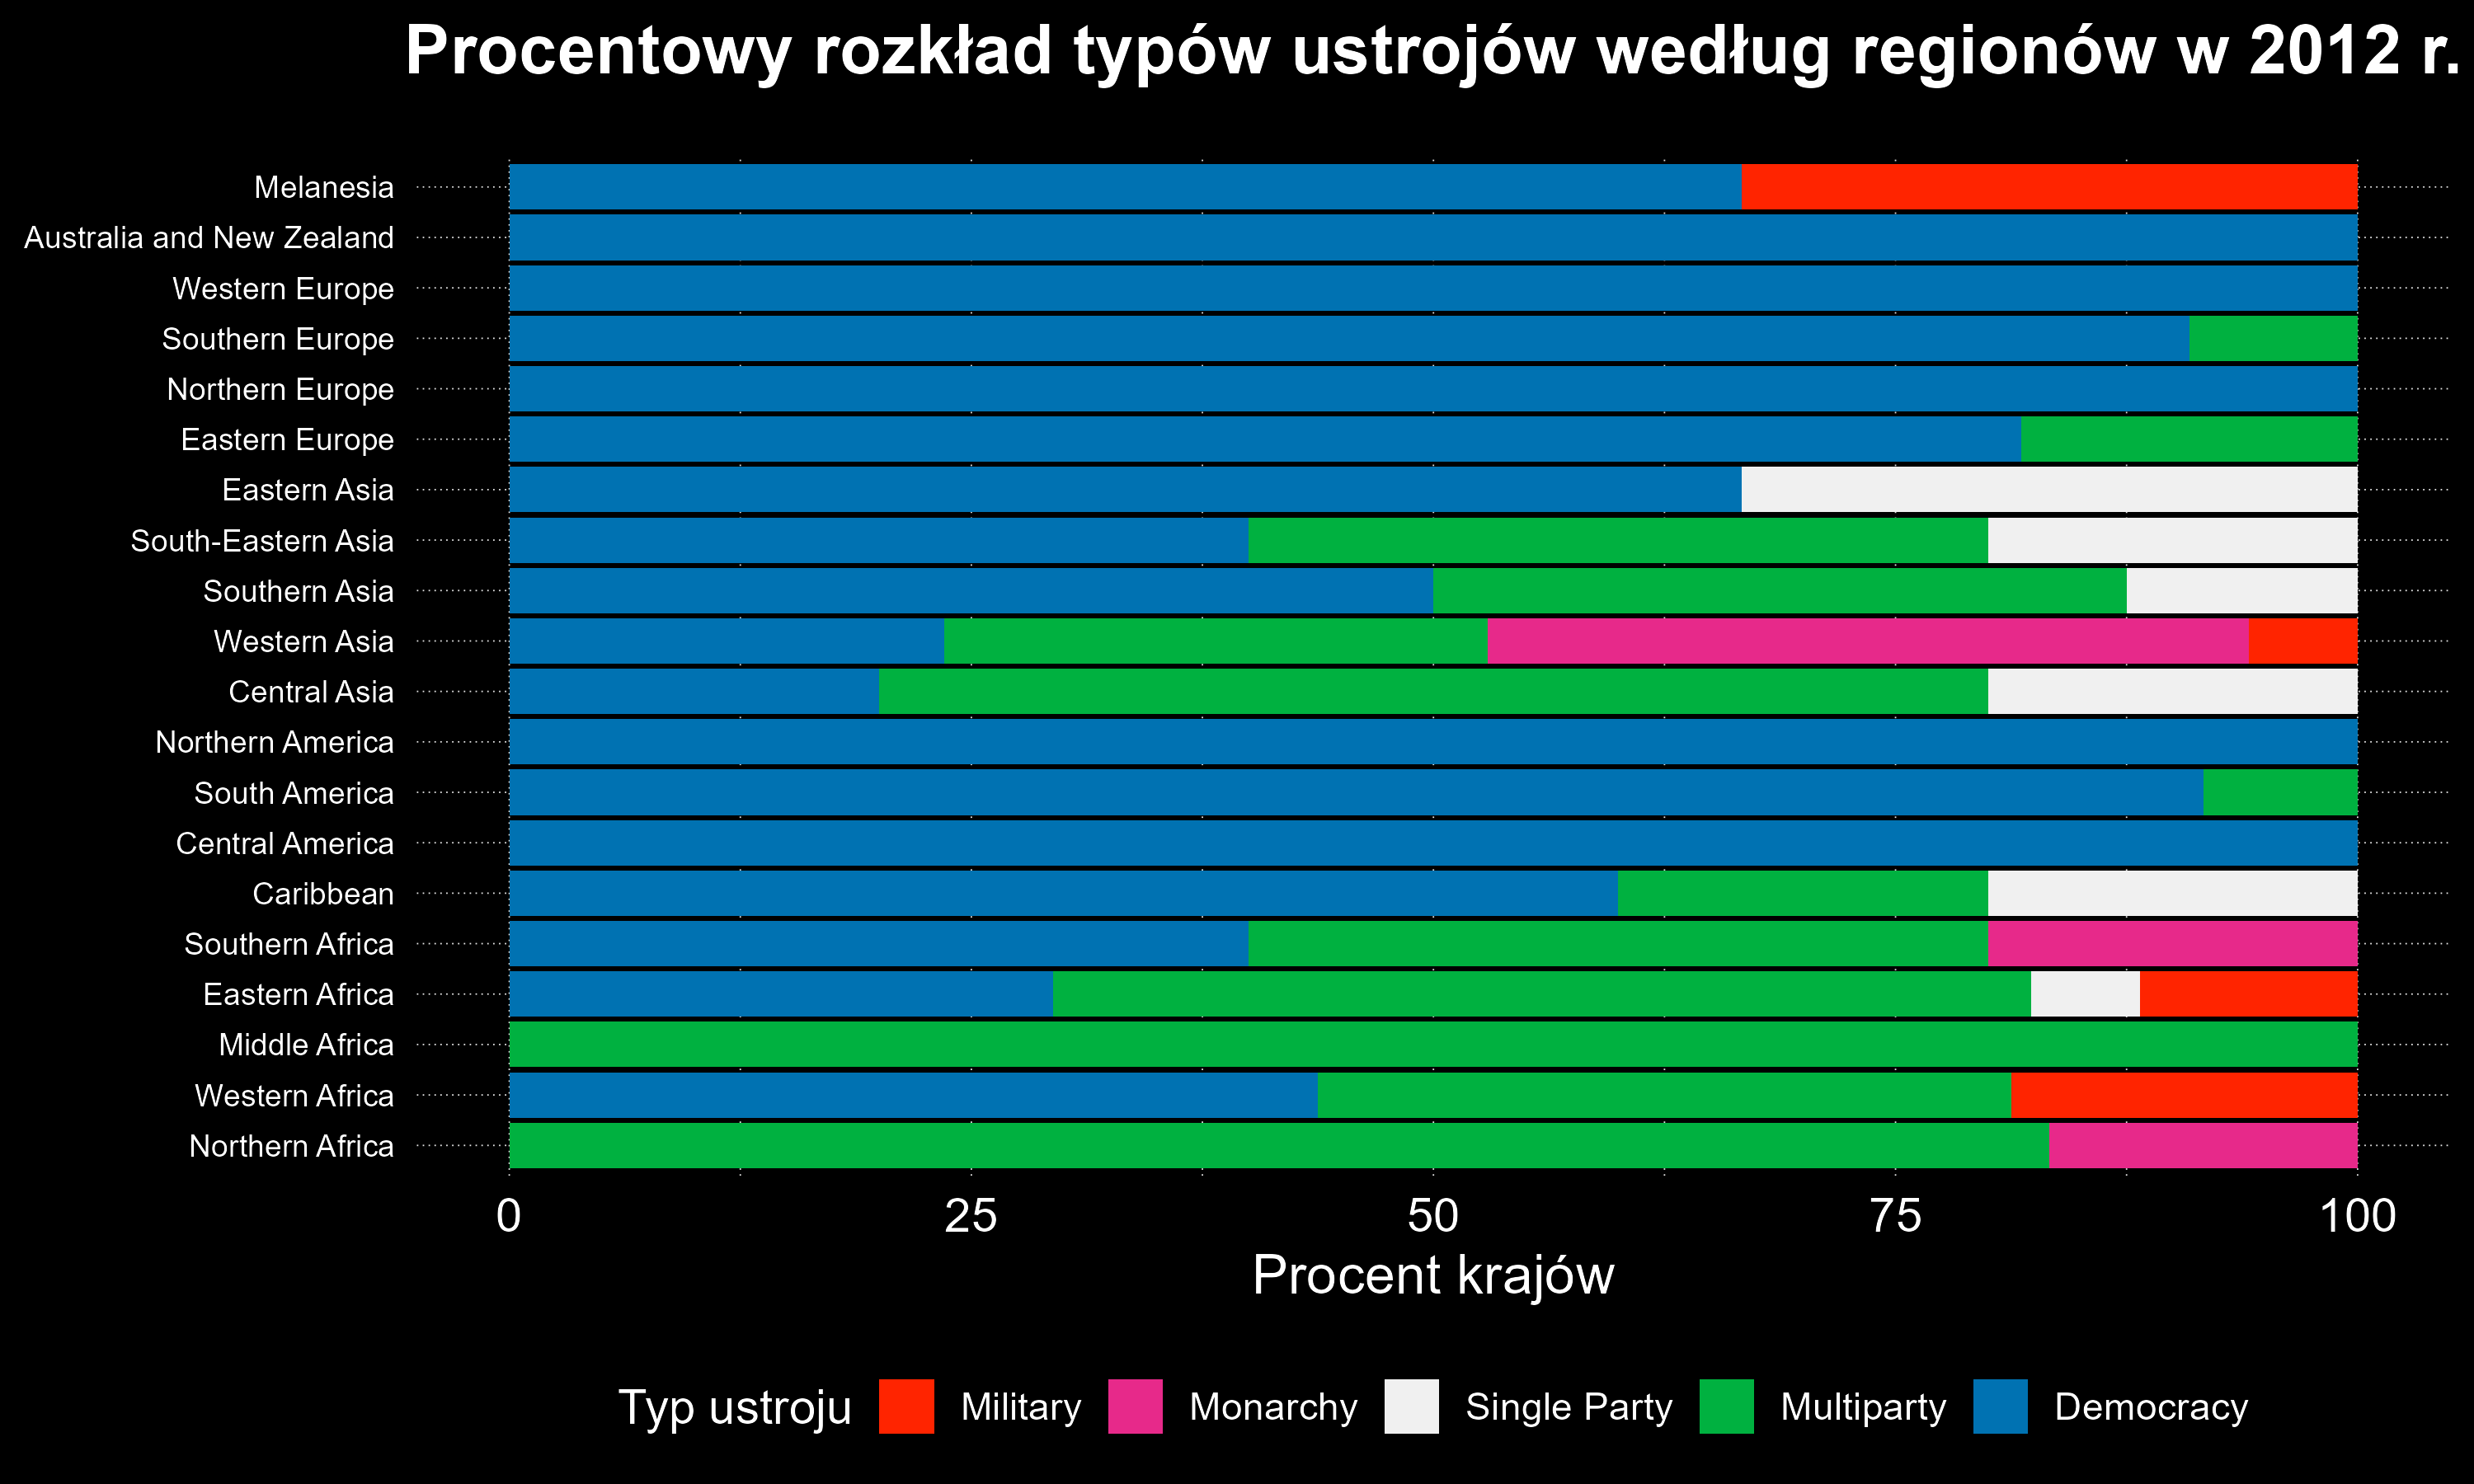 Procentowy rozkład typów ustrojów według regionów w 2012 r.
Melanesia
Australia and New Zealand
Western Europe
Southern Europe
Northern Europe
Eastern Europe
Eastern Asia
South-Eastern Asia
Southern Asia
Western Asia
Central Asia
Northern America
South America
Central America
Caribbean
Southern Africa
Eastern Africa
Middle Africa
Western Africa
Northern Africa
0 25 50 75 100
Procent krajów
Typ ustroju Military Monarchy Single Party Multiparty Democracy